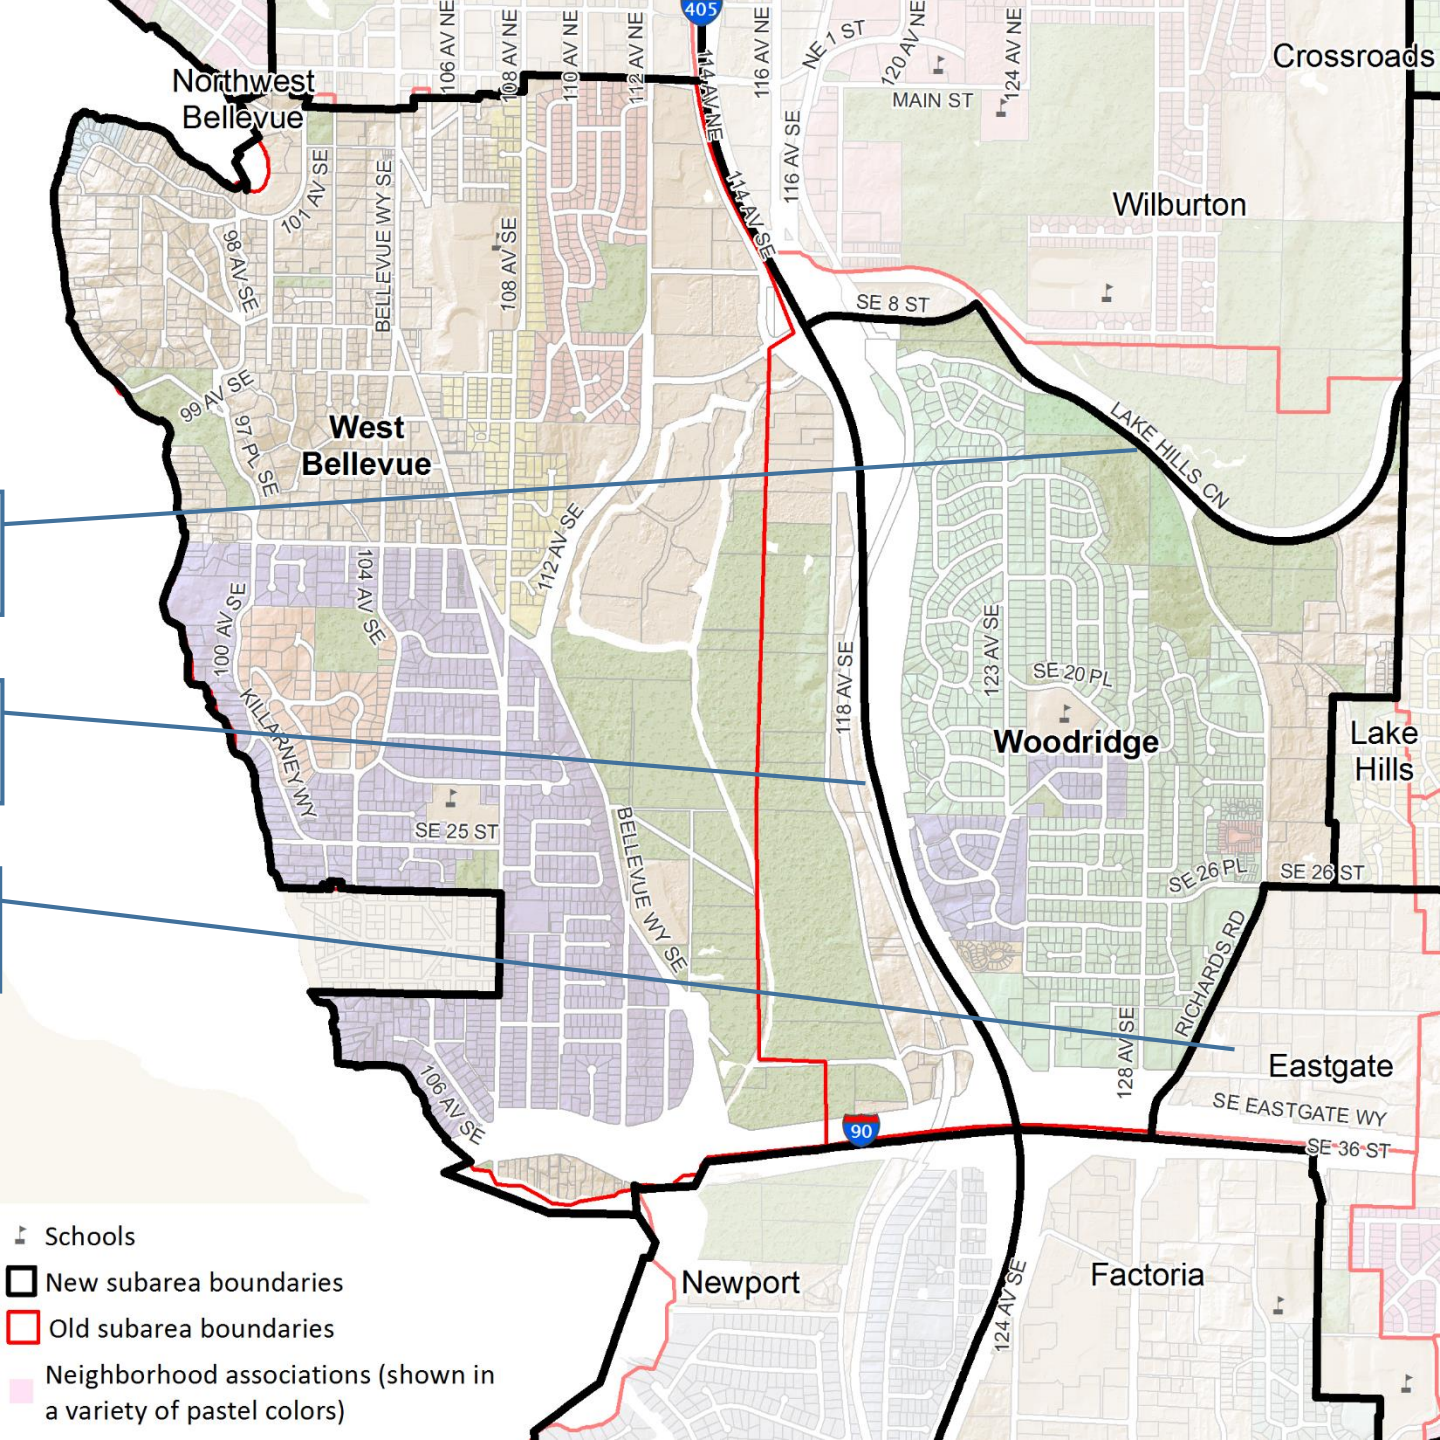 405
106 AV NE
108 AV NE
110 AV NE
112 AV NE
114 AV NE
116 AV NE
NE 1 ST
120 AV NE
124 AV NE
Crossroads
Northwest
Bellevue
MAIN ST
116 AV SE
101 AV SE
BELLEVUE WY SE
114 AV SE
Wilburton
98 AV SE
108 AV SE
SE 8 ST
99 AV SE
97 PL SE
West
Bellevue
LAKE HILLS CN
112 AV SE
104 AV SE
100 AV SE
118 AV SE
123 AV SE
SE 20 PL
KILLARNEY WY
Woodridge
Lake
Hills
SE 25 ST
BELLEVUE WY SE
SE 26 PL
SE 26 ST
RICHARDS RD
128 AV SE
Eastgate
106 AV SE
SE EASTGATE WY
90
SE 36 ST
Newport
Factoria
124 AV SE
Schools
New subarea boundaries
Old subarea boundaries
Neighborhood associations (shown in
a variety of pastel colors)